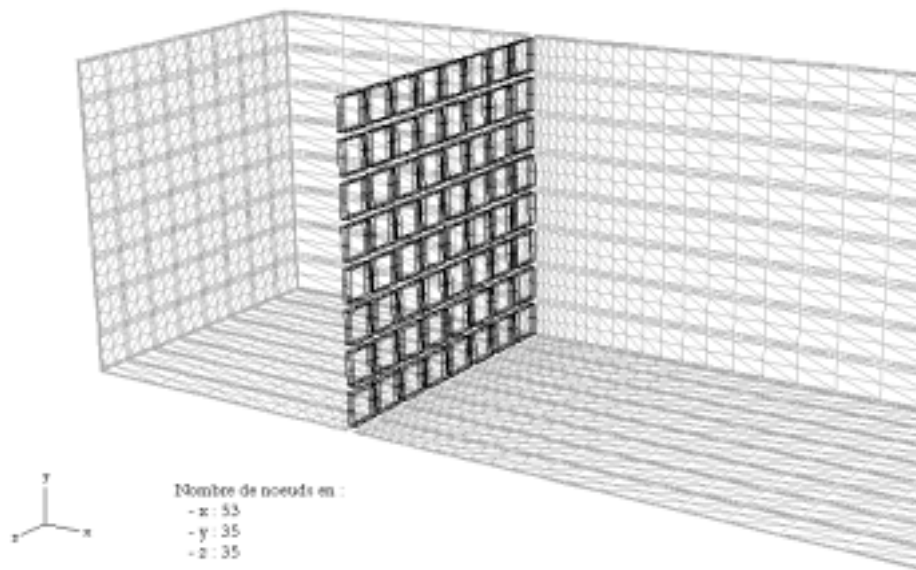 y
z
x
Nombre de noeuds en :
- x : 53
- y : 35
- z : 35